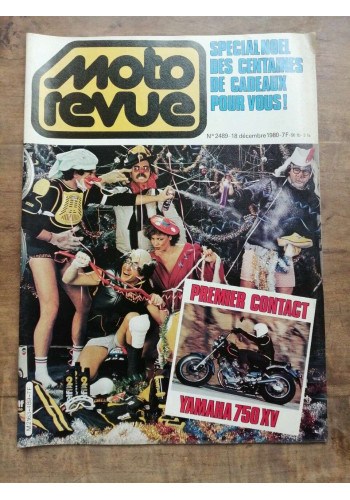 moto
revue
SPECIAL NOEL
DES CENTAINES
DE CADEAUX
POUR VOUS!
N° 2489 - 18 décembre 1980 - 7F
PREMIER CONTACT
YAMAHA 750 XV